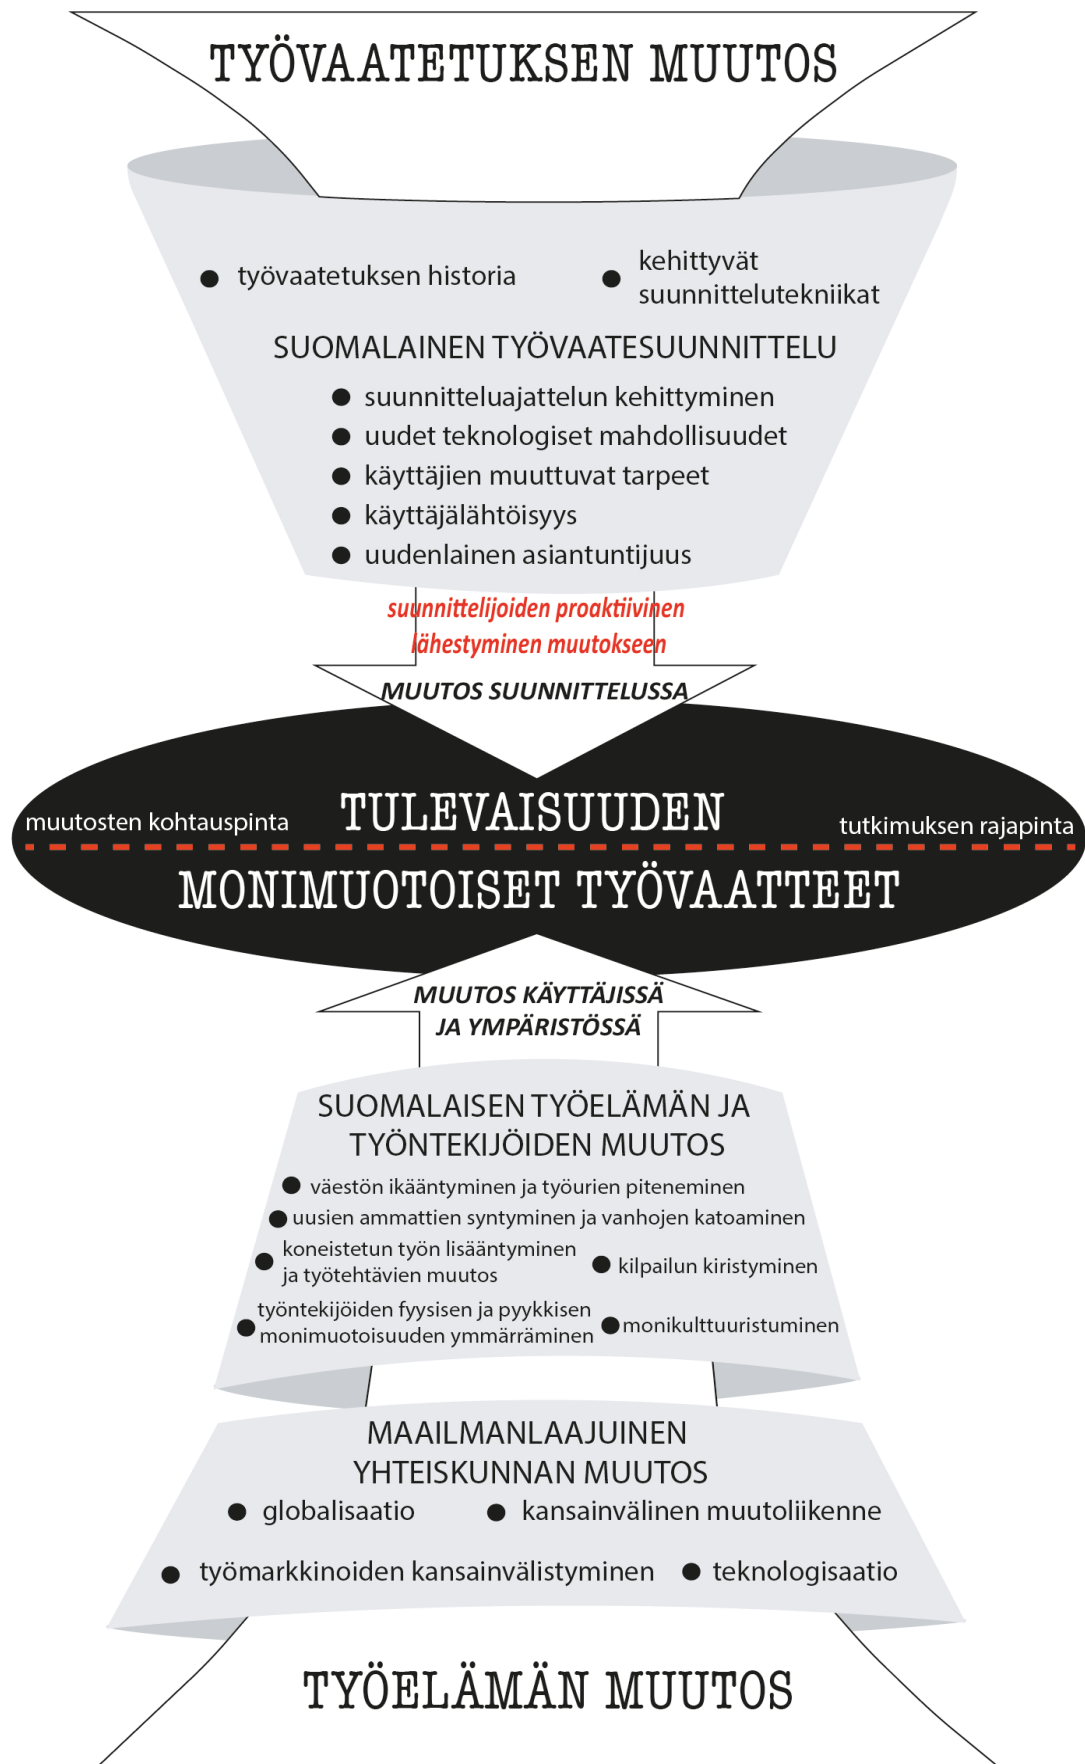 TYÖVAATETUKSEN MUUTOS
työvaatetuksen historia
kehittyvät
suunnittelutekniikat
SUOMALAINEN TYÖVAATESUUNNITTELU
suunnitteluajattelun kehittyminen
uudet teknologiset mahdollisuudet
käyttäjien muuttuvat tarpeet
käyttäjälähtöisyys
uudenlainen asiantuntijuus
suunnittelijoiden proaktiivinen
lähestyminen muutokseen
MUUTOS SUUNNITTELUSSA
muutosten kohtauspinta
TULEVAISUUDEN
tutkimuksen rajapinta
MONIMUOTOISET TYÖVAATTEET
MUUTOS KÄYTTÄJISSÄ
JA YMPÄRISTÖSSÄ
SUOMALAISEN TYÖELÄMÄN JA
TYÖNTEKIJÖIDEN MUUTOS
väestön ikääntyminen ja työurien piteneminen
uusien ammattien syntyminen ja vanhojen katoaminen
koneistetun työn lisääntyminen
ja työtehtävien muutos
kilpailun kiristyminen
työntekijöiden fyysisen ja pyykkisen
monimuotoisuuden ymmärräminen
monikulttuuristuminen
MAAILMANLAAJUINEN
YHTEISKUNNAN MUUTOS
globalisaatio
kansainvälinen muutoliikenne
työmarkkinoiden kansainvälistyminen
teknologisaatio
TYÖELÄMÄN MUUTOS